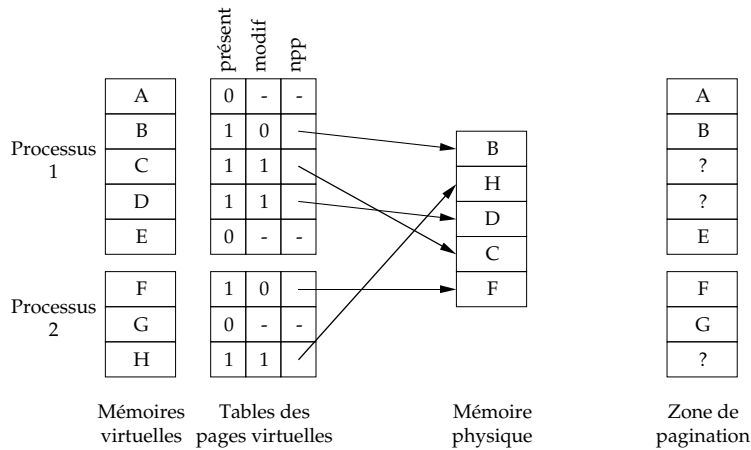 présent modif npp
A 0 - - A
B 1 0 B
Processus 1
C 1 1 ?
D 1 1 ?
E 0 - - E
B
H
D
C
F
F 1 0 F
Processus 2
G 0 - - G
H 1 1 ?
Mémoires virtuelles
Tables des pages virtuelles
Mémoire physique
Zone de pagination